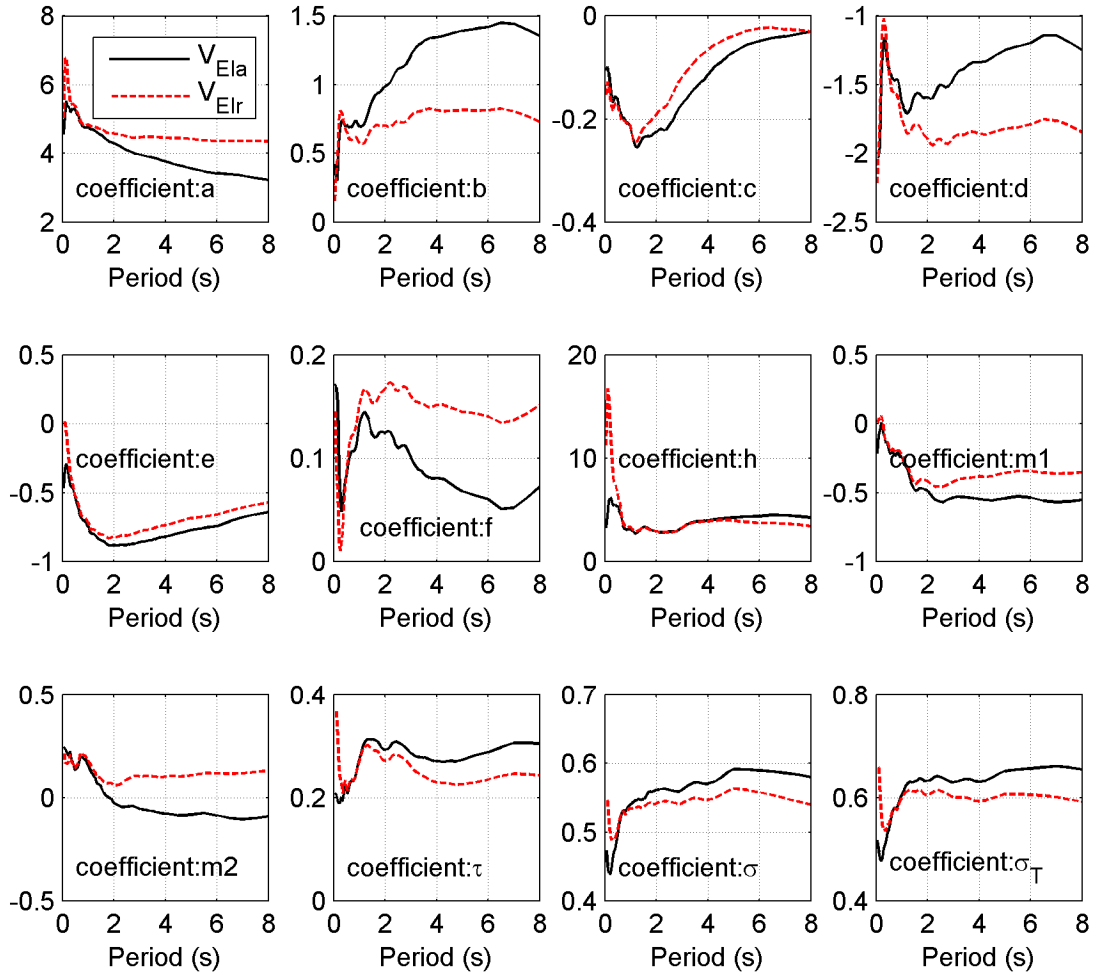 8
6
4
2
V_Ela
V_Elr
coefficient:a
0 2 4 6 8
Period (s)
1.5
1
0.5
0
coefficient:b
0 2 4 6 8
Period (s)
-0
-0.2
-0.4
coefficient:c
0 2 4 6 8
Period (s)
-1
-1.5
-2
-2.5
coefficient:d
0 2 4 6 8
Period (s)
0.5
0
-0.5
-1
coefficient:e
0 2 4 6 8
Period (s)
0.2
0.1
0
coefficient:f
0 2 4 6 8
Period (s)
20
10
0
coefficient:h
0 2 4 6 8
Period (s)
0.5
0
-0.5
-1
coefficient:m1
0 2 4 6 8
Period (s)
0.5
0
-0.5
coefficient:m2
0 2 4 6 8
Period (s)
0.4
0.2
0
coefficient:τ
0 2 4 6 8
Period (s)
0.7
0.6
0.5
0.4
coefficient:σ
0 2 4 6 8
Period (s)
0.8
0.6
0.4
coefficient:σ_T
0 2 4 6 8
Period (s)